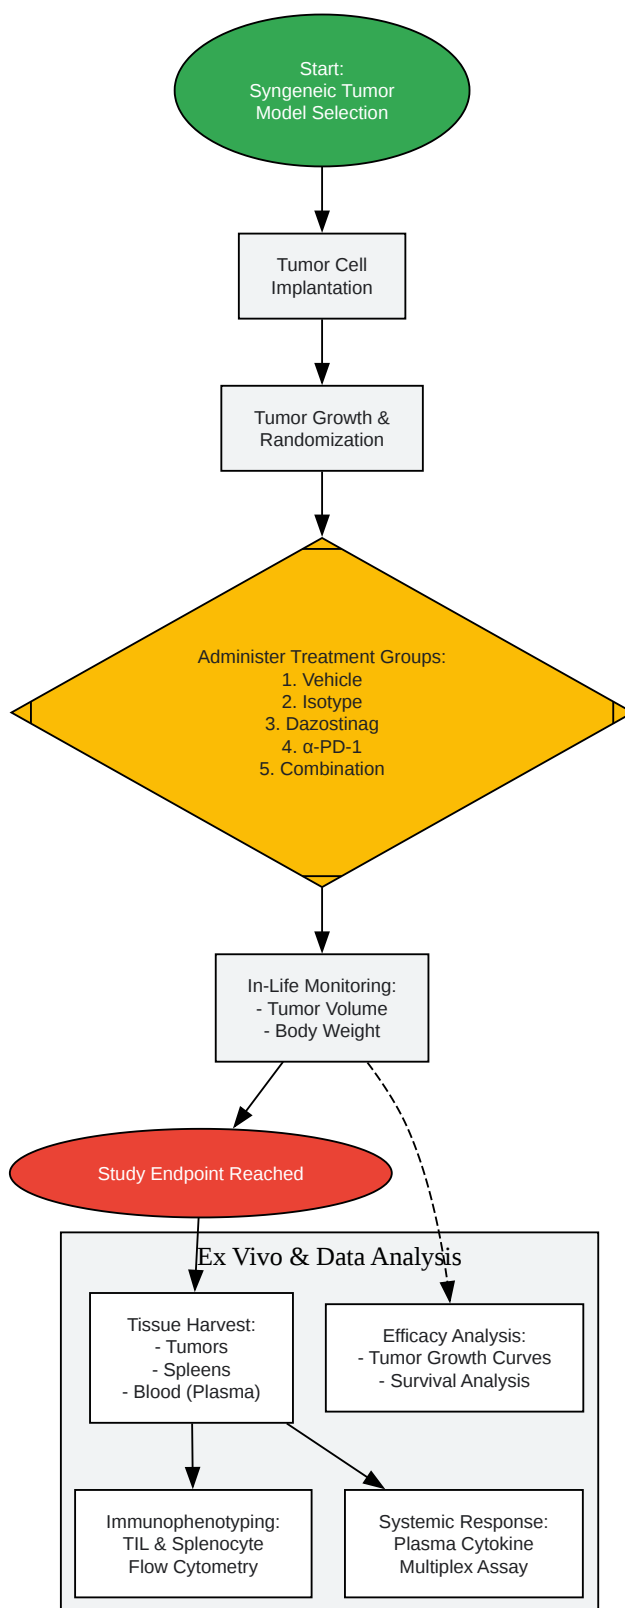 Start:
Syngeneic Tumor
Model Selection
Tumor Cell
Implantation
Tumor Growth &
Randomization
Administer Treatment Groups:
1. Vehicle
2. Isotype
3. Dazostinag
4. α-PD-1
5. Combination
In-Life Monitoring:
- Tumor Volume
- Body Weight
Study Endpoint Reached
Ex Vivo & Data Analysis
Tissue Harvest:
- Tumors
- Spleens
- Blood (Plasma)
Efficacy Analysis:
- Tumor Growth Curves
- Survival Analysis
Immunophenotyping:
TIL & Splenocyte
Flow Cytometry
Systemic Response:
Plasma Cytokine
Multiplex Assay